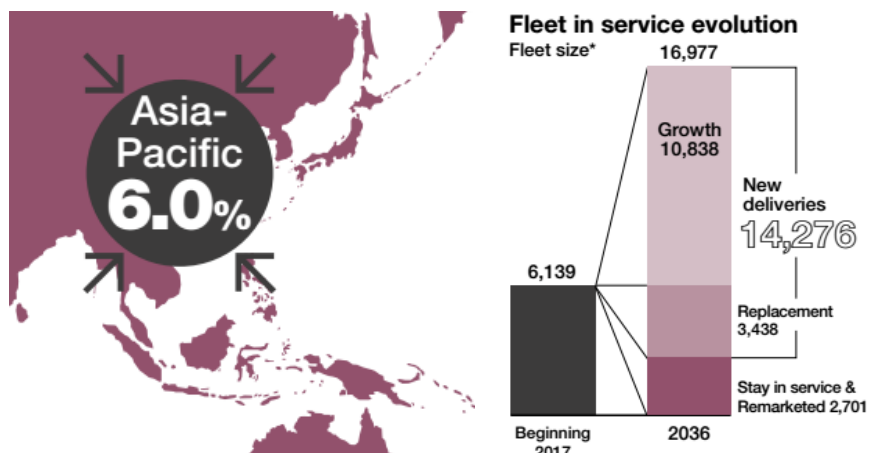 Asia-
Pacific
6.0%
Fleet in service evolution
Fleet size*
16,977
Growth
10,838
New
deliveries
14,276
6,139
Replacement
3,438
Stay in service &
Remarketed 2,701
Beginning
2017
2036